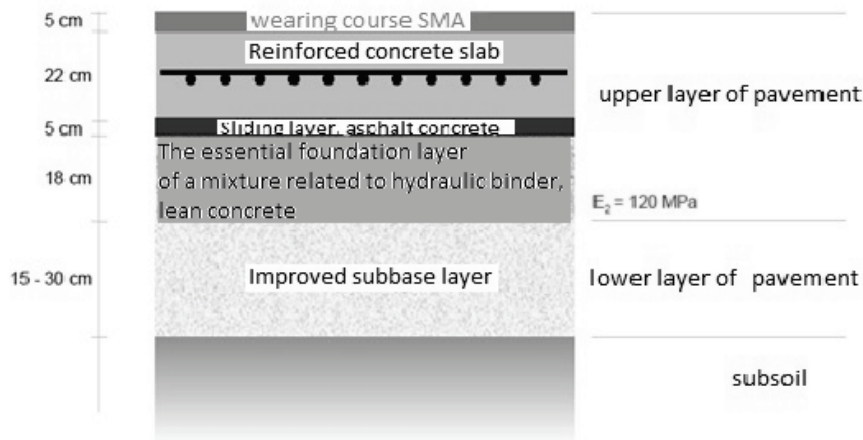 5 cm
wearing course SMA
Reinforced concrete slab
22 cm
upper layer of pavement
5 cm
Sliding layer, asphalt concrete
The essential foundation layer
18 cm
of a mixture related to hydraulic binder,
lean concrete
E₂ = 120 MPa
15 - 30 cm
Improved subbase layer
lower layer of pavement
subsoil